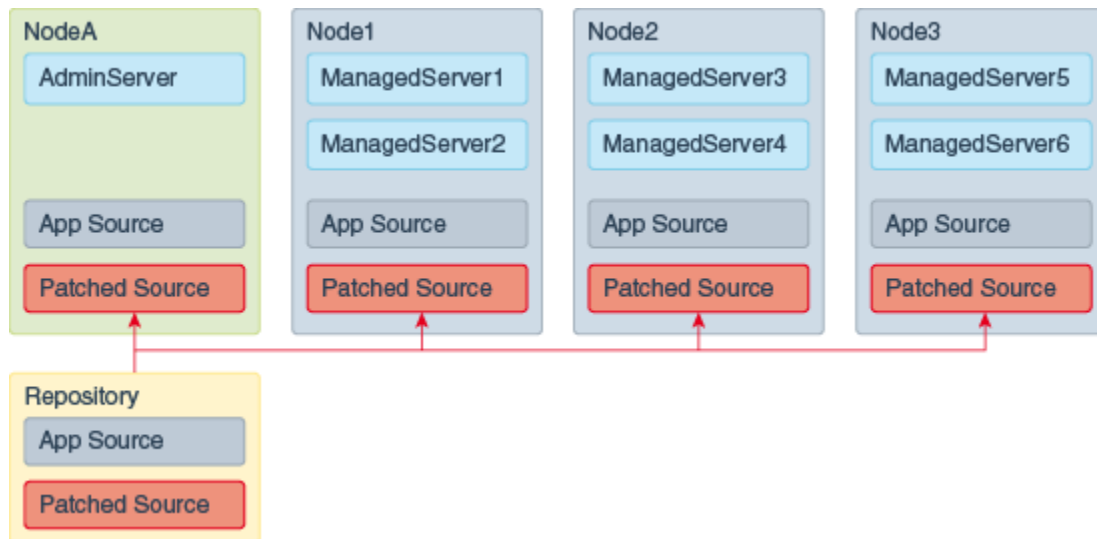 NodeA
AdminServer
App Source
Patched Source
Node1
ManagedServer1
ManagedServer2
App Source
Patched Source
Node2
ManagedServer3
ManagedServer4
App Source
Patched Source
Node3
ManagedServer5
ManagedServer6
App Source
Patched Source
Repository
App Source
Patched Source